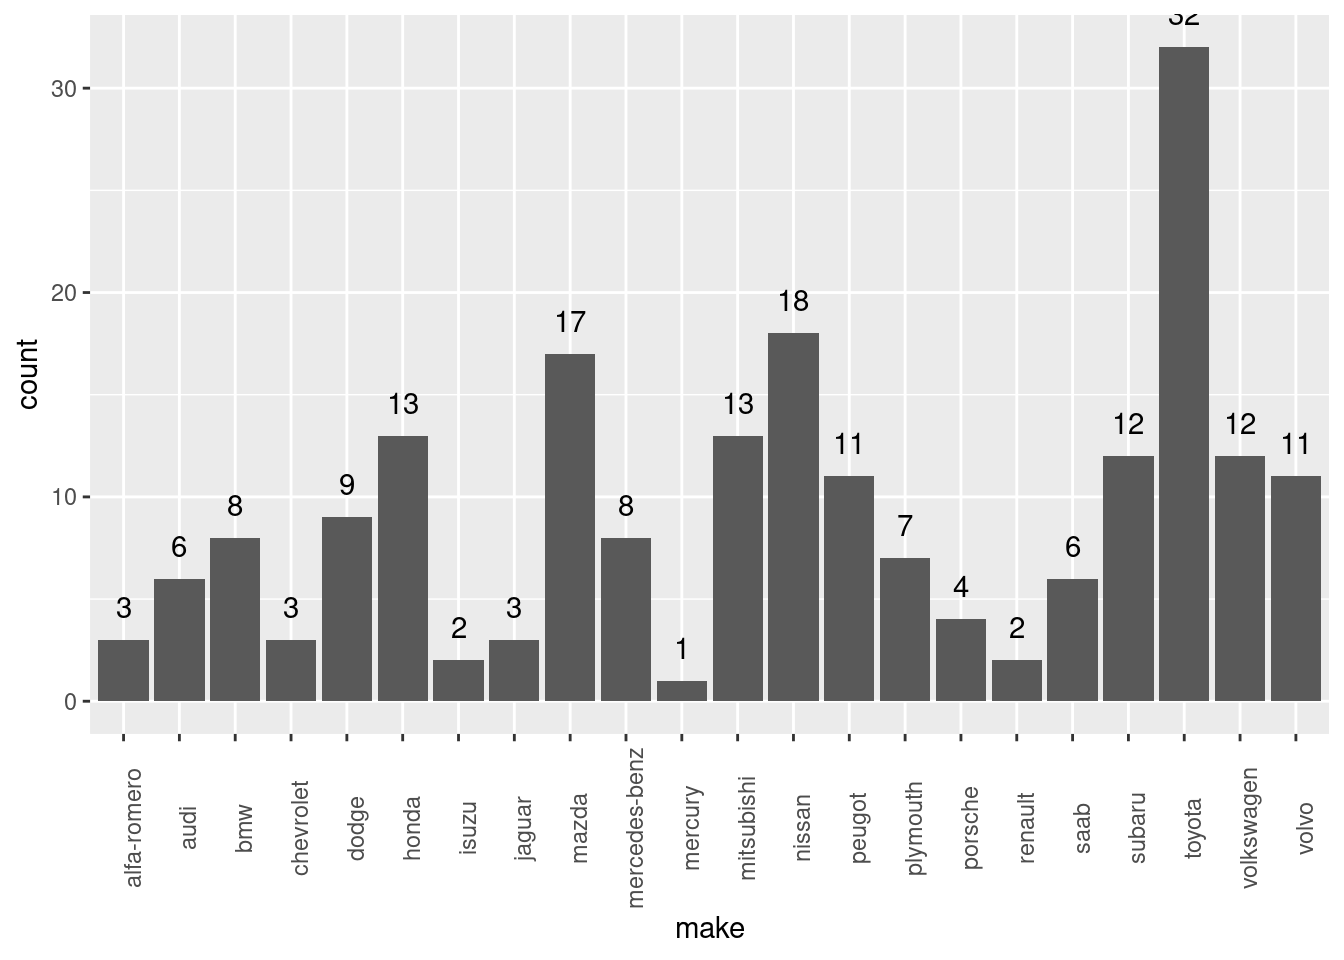 32
30
18
20
17
13
13
12
12
11
11
count
9
10
8
8
7
6
6
4
3
3
3
2
2
1
0
alfa-romero
audi
bmw
chevrolet
dodge
honda
isuzu
jaguar
mazda
mercedes-benz
mercury
mitsubishi
nissan
peugot
plymouth
porsche
renault
saab
subaru
toyota
volkswagen
volvo
make